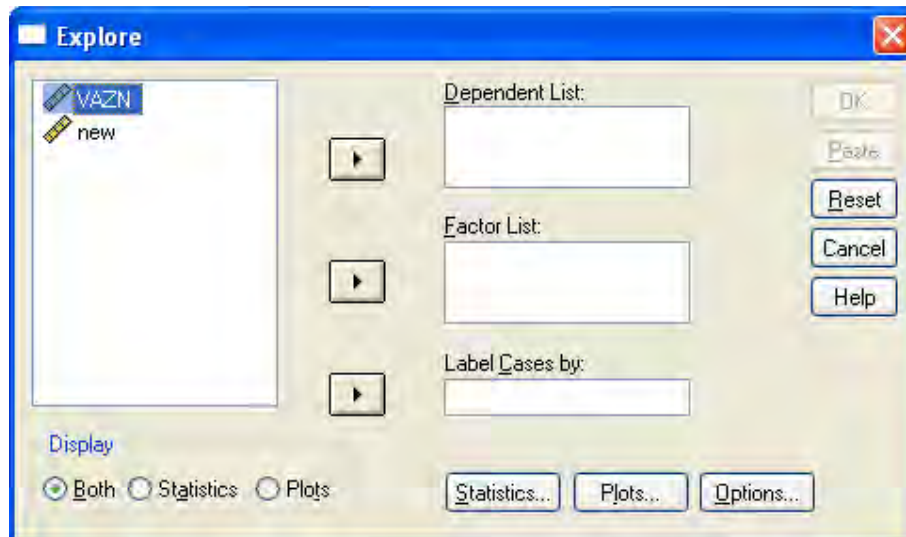 Explore
VAZN
new
Dependent List:
Factor List:
Label Cases by:
OK
Paste
Reset
Cancel
Help
Display
Both Statistics Plots
Statistics... Plots... Options...